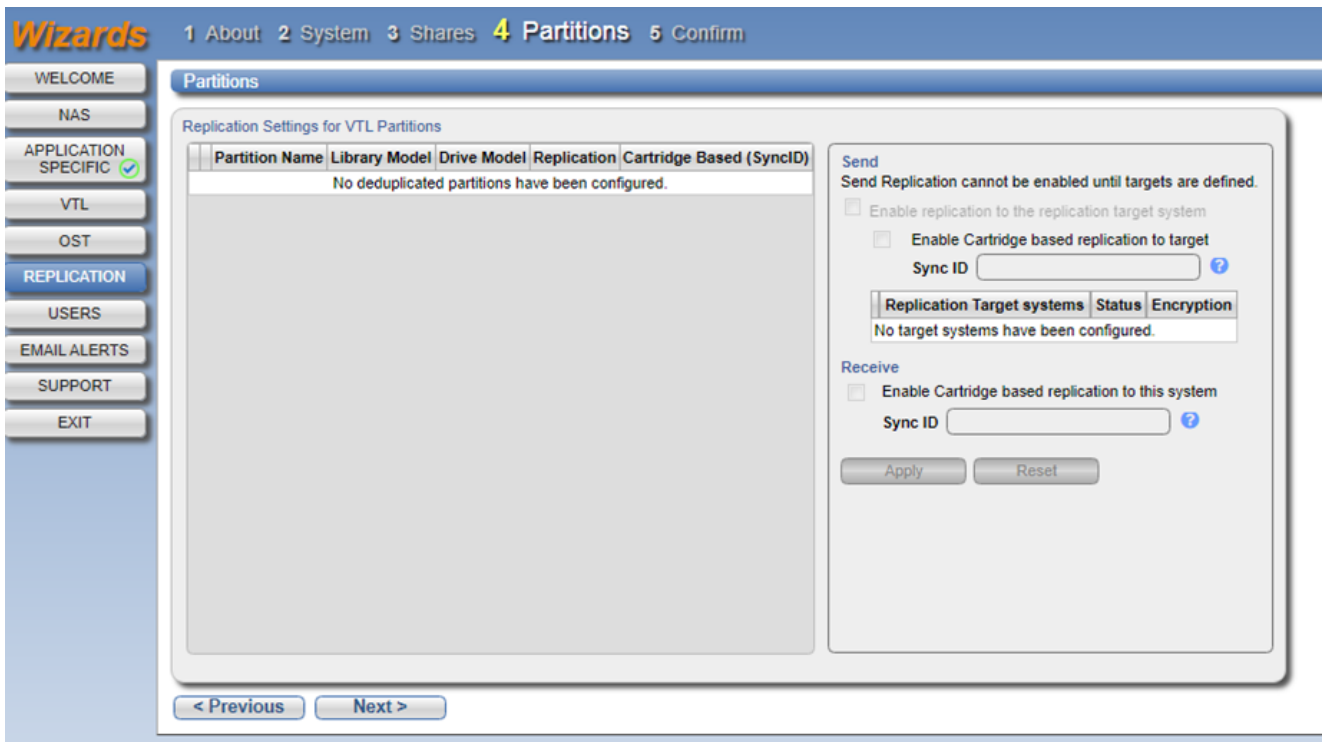 Wizards
1 About 2 System 3 Shares 4 Partitions 5 Confirm
WELCOME
NAS
APPLICATION
SPECIFIC
VTL
OST
REPLICATION
USERS
EMAIL ALERTS
SUPPORT
EXIT
Partitions
Replication Settings for VTL Partitions
Partition Name Library Model Drive Model Replication Cartridge Based (SyncID)
No deduplicated partitions have been configured.
Send
Send Replication cannot be enabled until targets are defined.
Enable replication to the replication target system
Enable Cartridge based replication to target
Sync ID ?
Replication Target systems Status Encryption
No target systems have been configured.
Receive
Enable Cartridge based replication to this system
Sync ID ?
Apply Reset
< Previous Next >